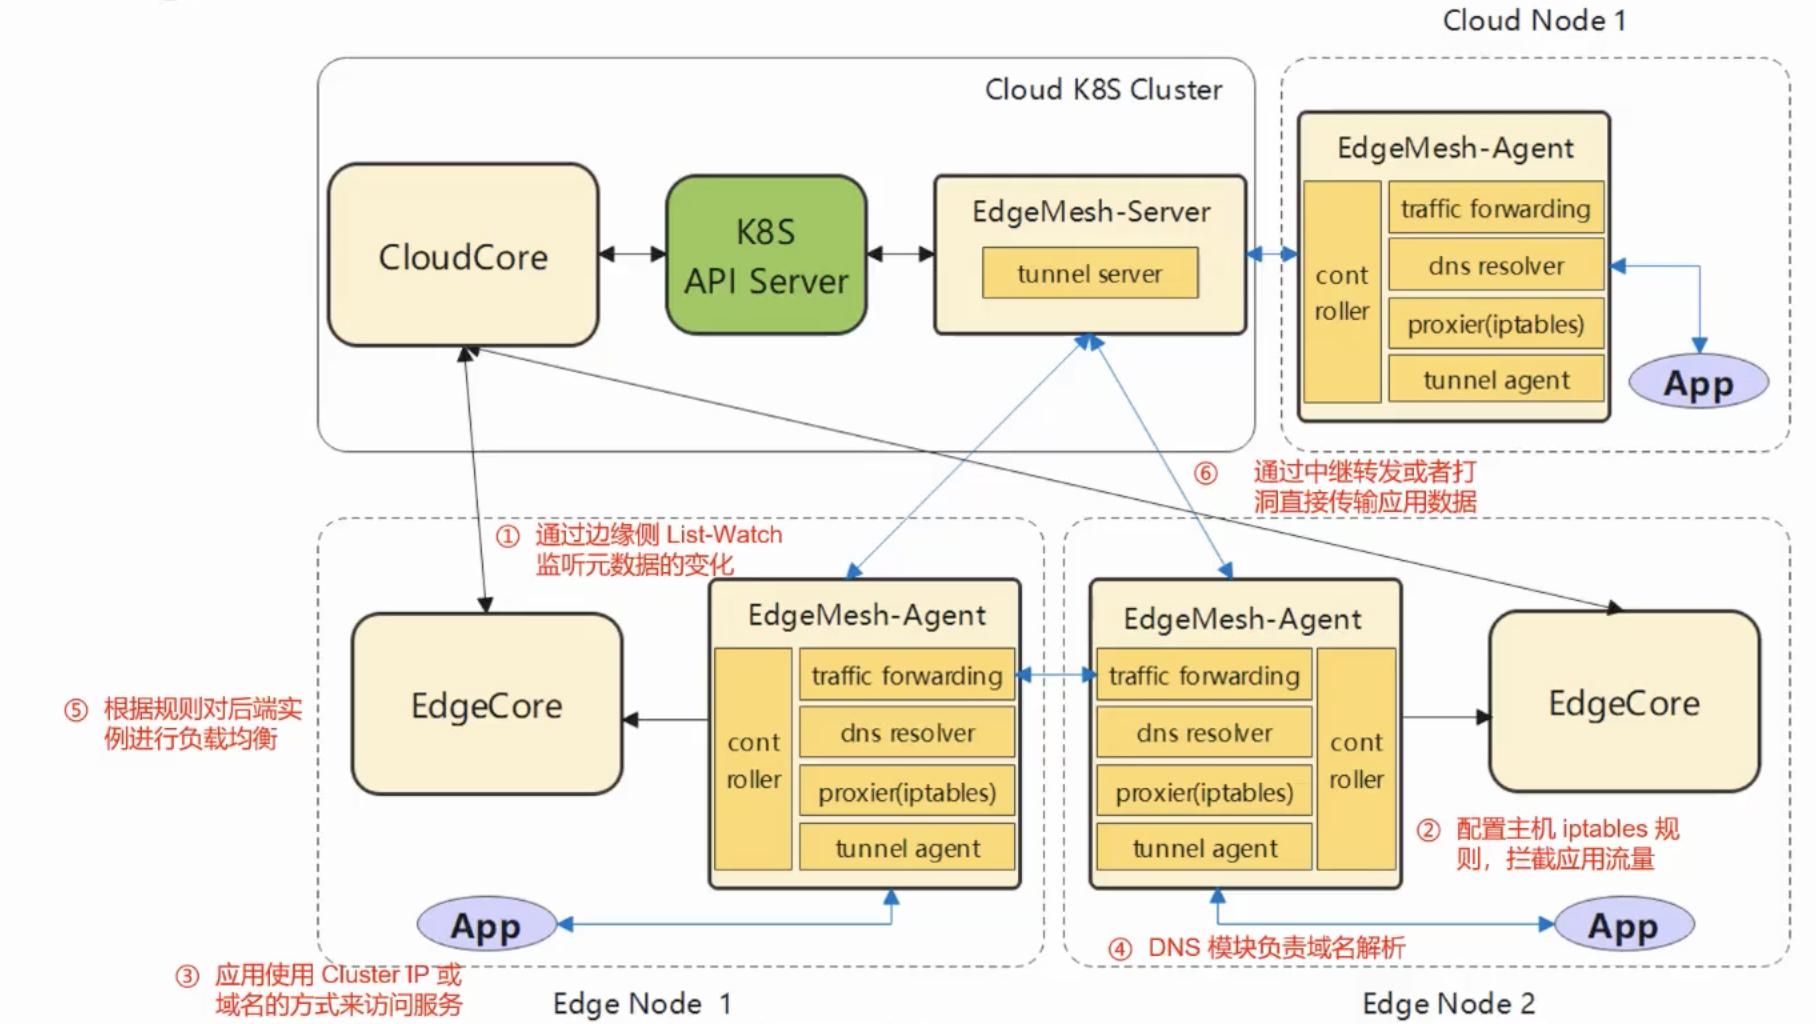 Cloud Node 1
Cloud K8S Cluster
CloudCore
K8S
API Server
EdgeMesh-Server
tunnel server
EdgeMesh-Agent
cont
roller
traffic forwarding
dns resolver
proxier(iptables)
tunnel agent
App
⑥ 通过中继转发或者打
洞直接传输应用数据
① 通过边缘侧 List-Watch
监听元数据的变化
EdgeCore
EdgeMesh-Agent
cont
roller
traffic forwarding
dns resolver
proxier(iptables)
tunnel agent
App
EdgeMesh-Agent
traffic forwarding
dns resolver
proxier(iptables)
tunnel agent
cont
roller
EdgeCore
App
⑤ 根据规则对后端实
例进行负载均衡
② 配置主机 iptables 规
则，拦截应用流量
③ 应用使用 Cluster IP 或
域名的方式来访问服务
④ DNS 模块负责域名解析
Edge Node 1
Edge Node 2